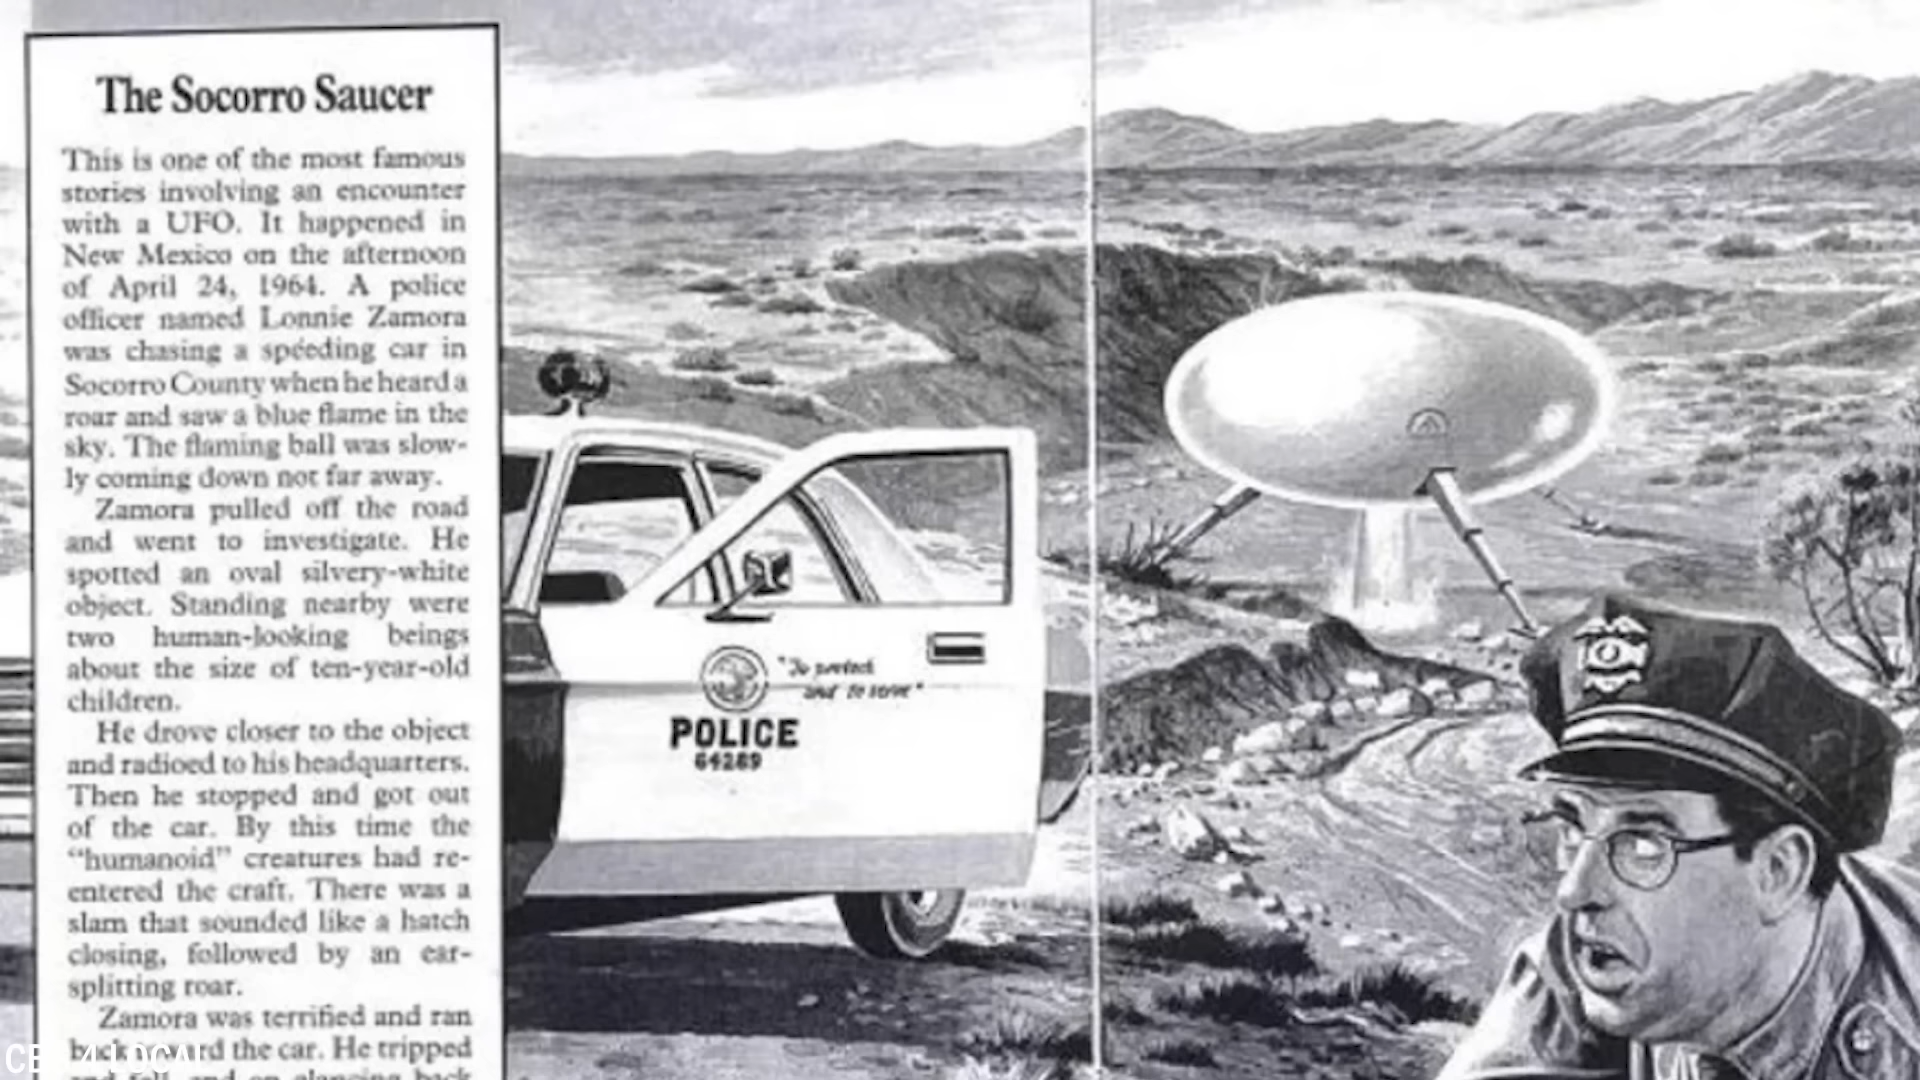 The Socorro Saucer
This is one of the most famous
stories involving an encounter
with a UFO. It happened in
New Mexico on the afternoon
of April 24, 1964. A police
officer named Lonnie Zamora
was chasing a speeding car in
Socorro County when he heard a
roar and saw a blue flame in the
sky. The flaming ball was slow-
ly coming down not far away.
Zamora pulled off the road
and went to investigate. He
spotted an oval silvery-white
object. Standing nearby were
two human-looking beings
about the size of ten-year-old
children.
He drove closer to the object
and radioed to his headquarters.
Then he stopped and got out
of the car. By this time the
"humanoid" creatures had re-
entered the craft. There was a
slam that sounded like a hatch
closing, followed by an ear-
splitting roar.
Zamora was terrified and ran
the car. He tripped
and fell, and on glancing back
"To protect
and to serve"
POLICE
64289
LOCAL